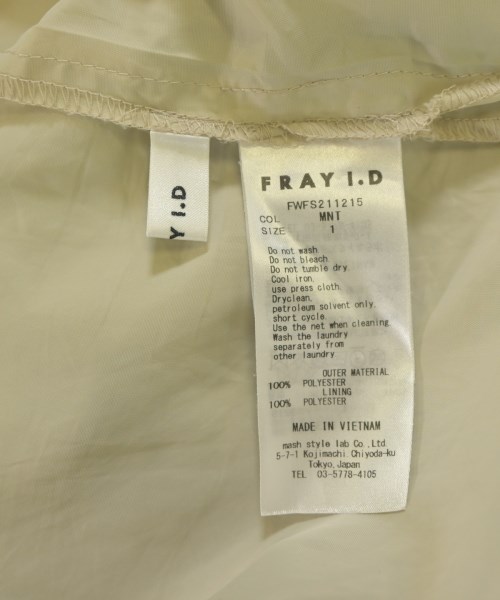 Y I.D
FRAY I.D
FWFS211215
COL MNT
SIZE 1
Do not wash
Do not bleach
Do not tumble dry.
Cool iron,
use press cloth.
Dryclean,
petroleum solvent only,
short cycle.
Use the net when cleaning.
Wash the laundry
separately from
other laundry
OUTER MATERIAL
100% POLYESTER
LINING
100% POLYESTER
MADE IN VIETNAM
mash style lab Co.,Ltd.
5-7-1 Kojimachi, Chiyoda-ku
Tokyo, Japan
TEL 03-5778-4105